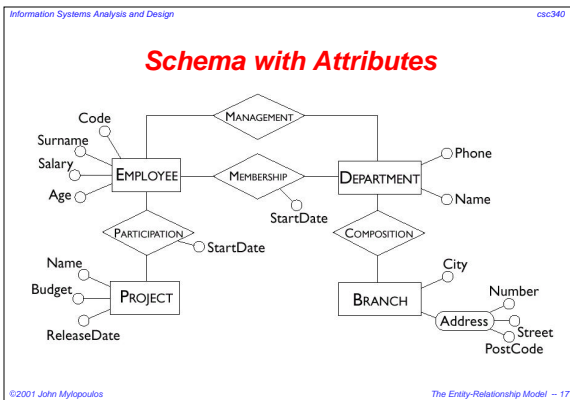 Information Systems Analysis and Design
csc340
Schema with Attributes
MANAGEMENT
Code
Surname
Salary
Age
EMPLOYEE
MEMBERSHIP
StartDate
DEPARTMENT
Phone
Name
PARTICIPATION
StartDate
COMPOSITION
Name
Budget
ReleaseDate
PROJECT
BRANCH
City
Address
Number
Street
PostCode
©2001 John Mylopoulos
The Entity-Relationship Model -- 17